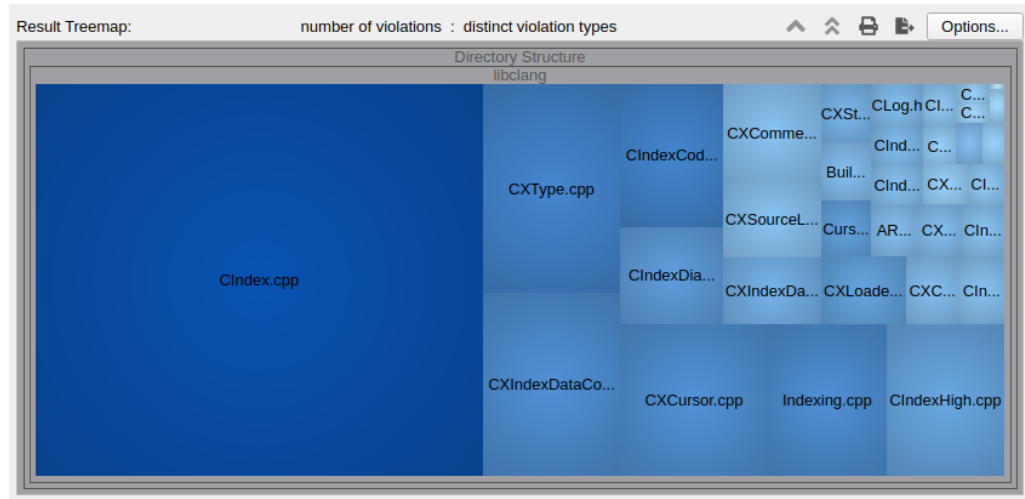 Result Treemap:
number of violations : distinct violation types
Options...
Directory Structure
libclang
CIndex.cpp
CXType.cpp
CXIndexDataCo...
CIndexCod...
CIndexDia...
CXCursor.cpp
Indexing.cpp
CIndexHigh.cpp
CXComme...
CXSourceL...
CXIndexDa...
CXSt...
Buil...
Curs...
CXLoade...
CLog.h
CI...
C...
C...
CInd...
C...
CInd...
CX...
CI...
AR...
CX...
CIn...
CXC...
CIn...